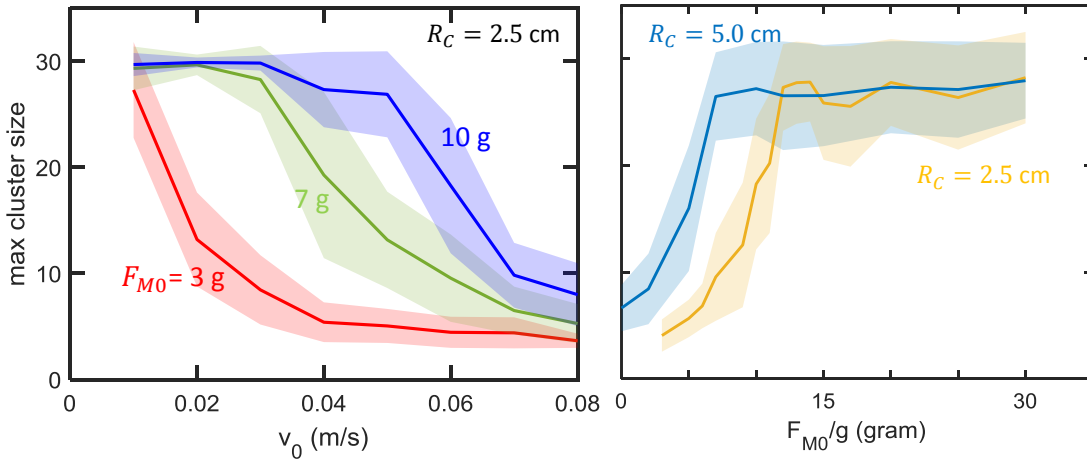 R_C = 2.5 cm
R_C = 5.0 cm
30
20
10
0
max cluster size
10 g
7 g
F_M0 = 3 g
R_C = 2.5 cm
0
0.02
0.04
0.06
0.08
v_0 (m/s)
0
15
30
F_M0/g (gram)